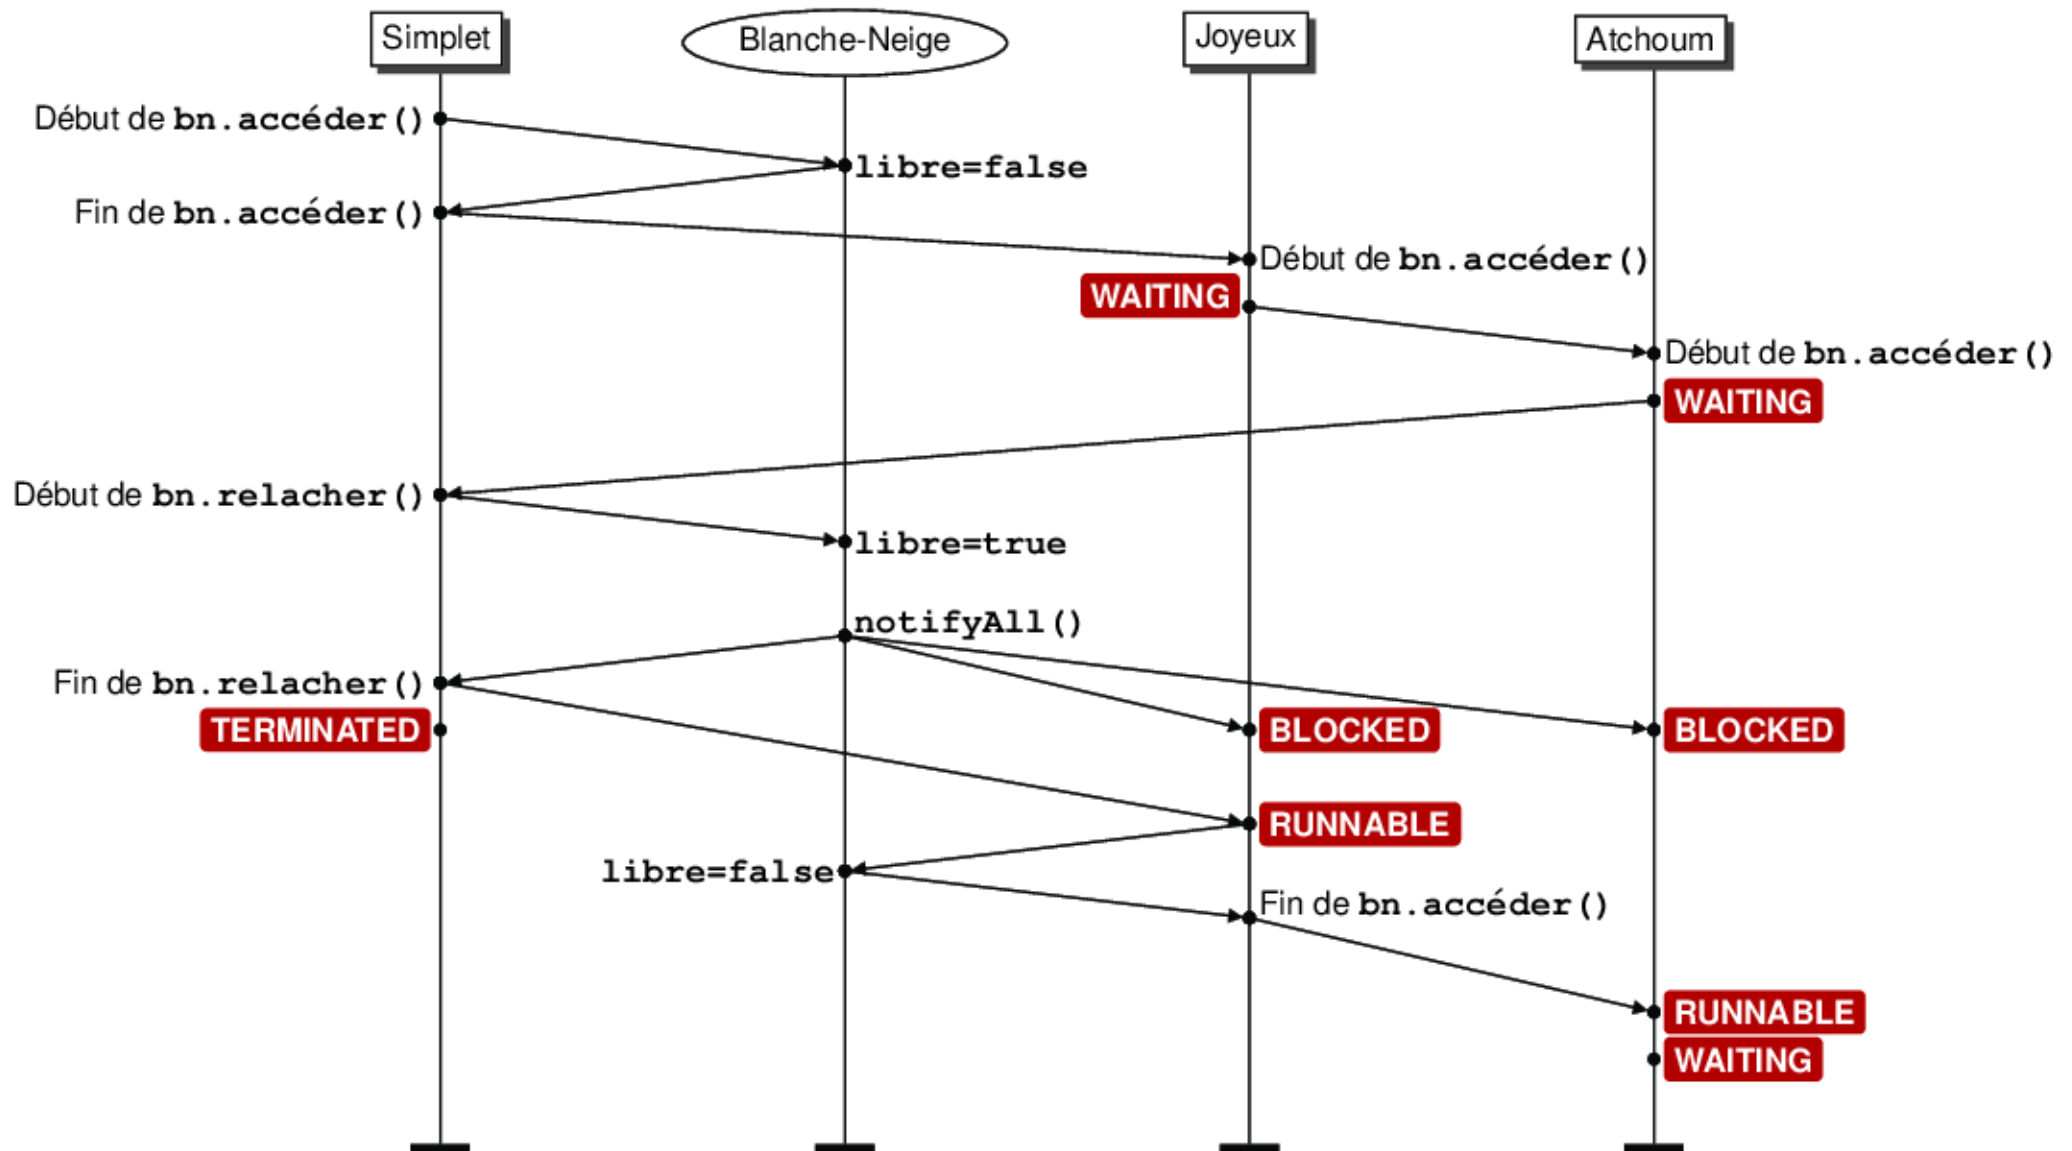 Simplet
Blanche-Neige
Joyeux
Atchoum
Début de bn.accéder()
libre=false
Fin de bn.accéder()
Début de bn.accéder()
WAITING
Début de bn.accéder()
WAITING
Début de bn.relacher()
libre=true
notifyAll()
Fin de bn.relacher()
TERMINATED
BLOCKED
BLOCKED
RUNNABLE
libre=false
Fin de bn.accéder()
RUNNABLE
WAITING